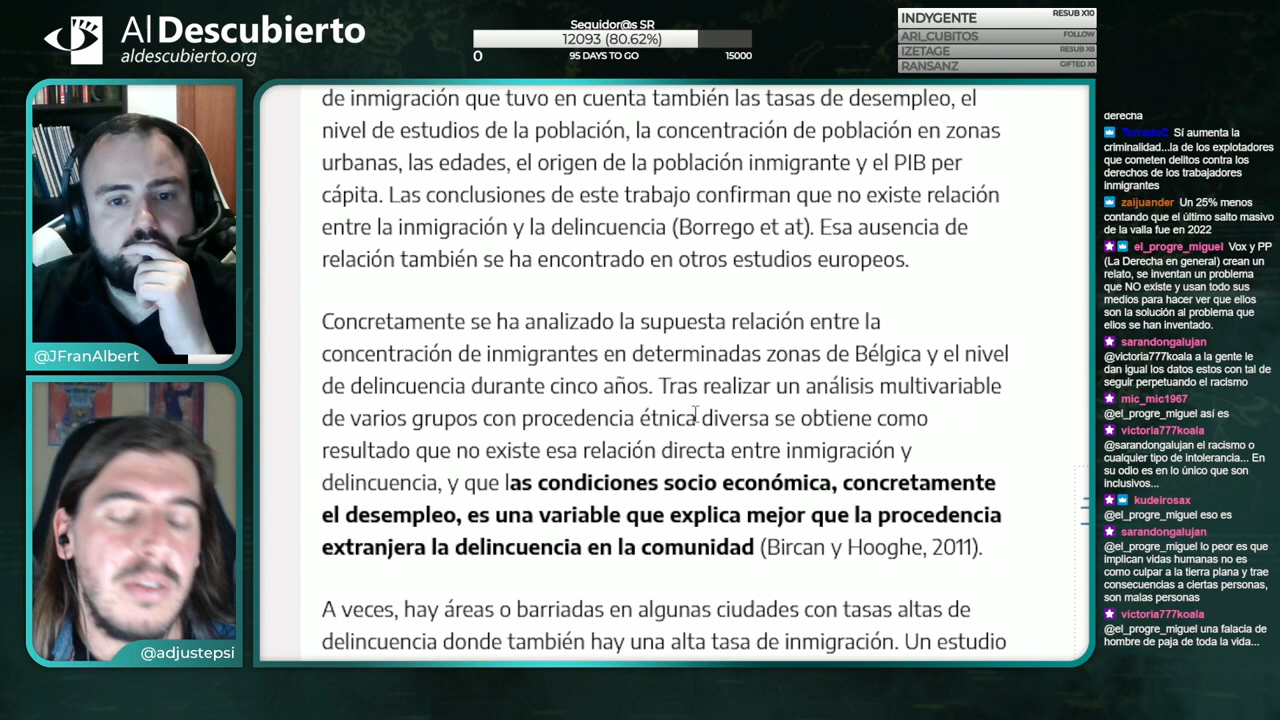 Al Descubierto
aldescubierto.org
Seguidor@s SR
12093 (80.62%)
0
95 DAYS TO GO
15000
INDYGENTE RESUB X10
ARI_CUBITOS FOLLOW
IZETAGE RESUB X8
RANSANZ GIFTED X1
@JFranAlbert
@adjustepsi
de inmigración que tuvo en cuenta también las tasas de desempleo, el
nivel de estudios de la población, la concentración de población en zonas
urbanas, las edades, el origen de la población inmigrante y el PIB per
cápita. Las conclusiones de este trabajo confirman que no existe relación
entre la inmigración y la delincuencia (Borrego et at). Esa ausencia de
relación también se ha encontrado en otros estudios europeos.
Concretamente se ha analizado la supuesta relación entre la
concentración de inmigrantes en determinadas zonas de Bélgica y el nivel
de delincuencia durante cinco años. Tras realizar un análisis multivariable
de varios grupos con procedencia étnica diversa se obtiene como
resultado que no existe esa relación directa entre inmigración y
delincuencia, y que las condiciones socio económica, concretamente
el desempleo, es una variable que explica mejor que la procedencia
extranjera la delincuencia en la comunidad (Bircan y Hooghe, 2011).
A veces, hay áreas o barriadas en algunas ciudades con tasas altas de
delincuencia donde también hay una alta tasa de inmigración. Un estudio
derecha
TorradoC Sí aumenta la
criminalidad...la de los explotadores
que cometen delitos contra los
derechos de los trabajadores
inmigrantes
zaijuander Un 25% menos
contando que el último salto masivo
de la valla fue en 2022
el_progre_miguel Vox y PP
(La Derecha en general) crean un
relato, se inventan un problema
que NO existe y usan todo sus
medios para hacer ver que ellos
son la solución al problema que
ellos se han inventado.
sarandongalujan
@victoria777koala a la gente le
dan igual los datos estos con tal de
seguir perpetuando el racismo
mic_mic1967
@el_progre_miguel así es
victoria777koala
@sarandongalujan el racismo o
cualquier tipo de intolerancia... En
su odio es en lo único que son
inclusivos...
kudeirosax
@el_progre_miguel eso es
sarandongalujan
@el_progre_miguel lo peor es que
implican vidas humanas no es
como culpar a la tierra plana y trae
consecuencias a ciertas personas,
son malas personas
victoria777koala
@el_progre_miguel una falacia de
hombre de paja de toda la vida...